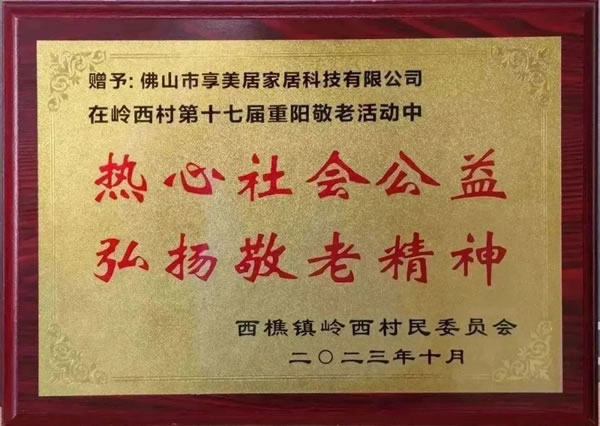 赠予:佛山市享美居家居科技有限公司
在岭西村第十七届重阳敬老活动中
热心社会公益
弘扬敬老精神
西樵镇岭西村民委员会
二〇二三年十月